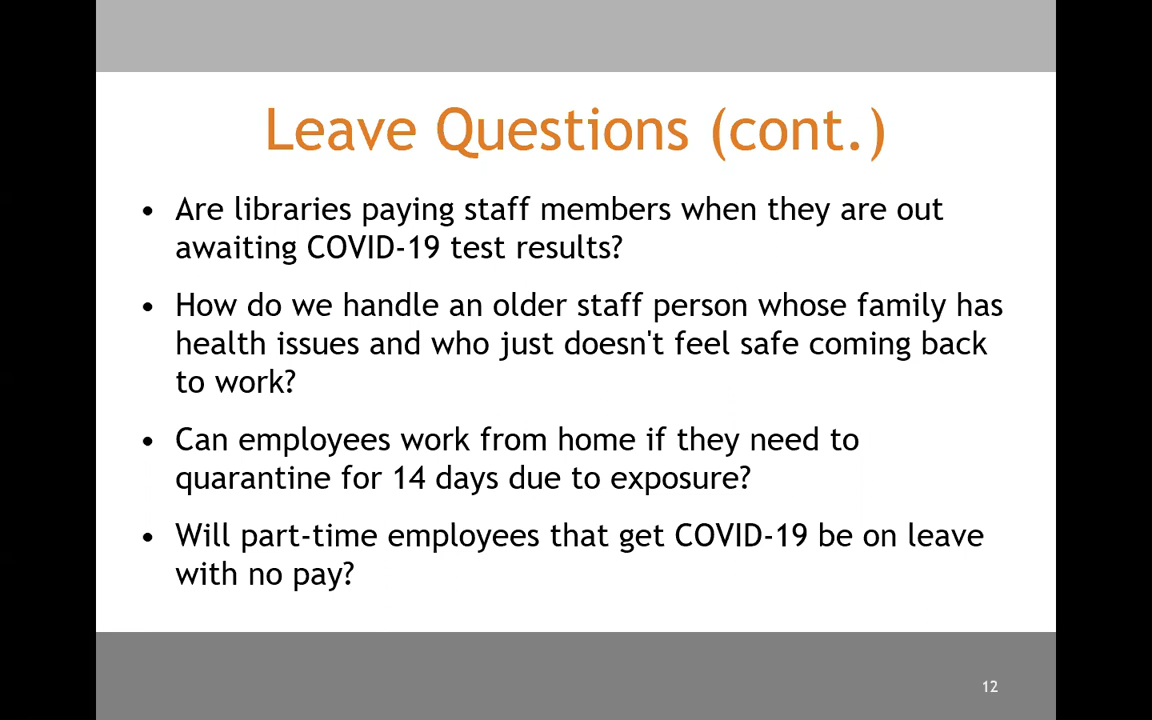 Leave Questions (cont.)
• Are libraries paying staff members when they are out
awaiting COVID-19 test results?
• How do we handle an older staff person whose family has
health issues and who just doesn't feel safe coming back
to work?
• Can employees work from home if they need to
quarantine for 14 days due to exposure?
• Will part-time employees that get COVID-19 be on leave
with no pay?
12